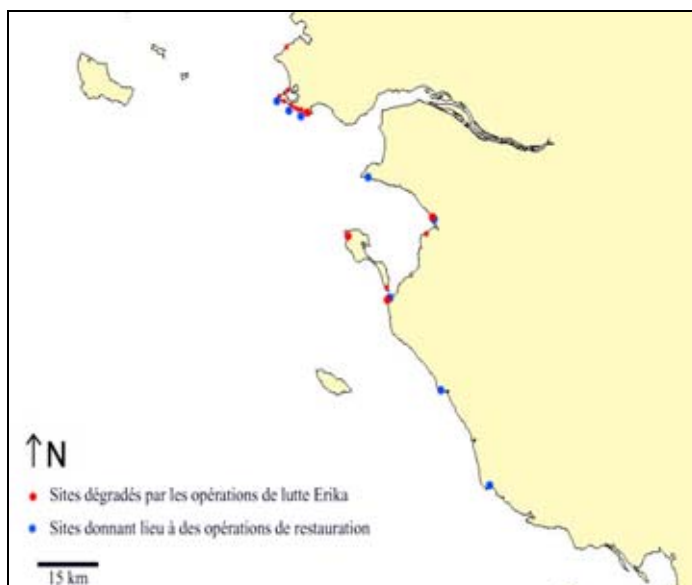 ↑N
Sites dégradés par les opérations de lutte Erika
Sites donnant lieu à des opérations de restauration
15 km